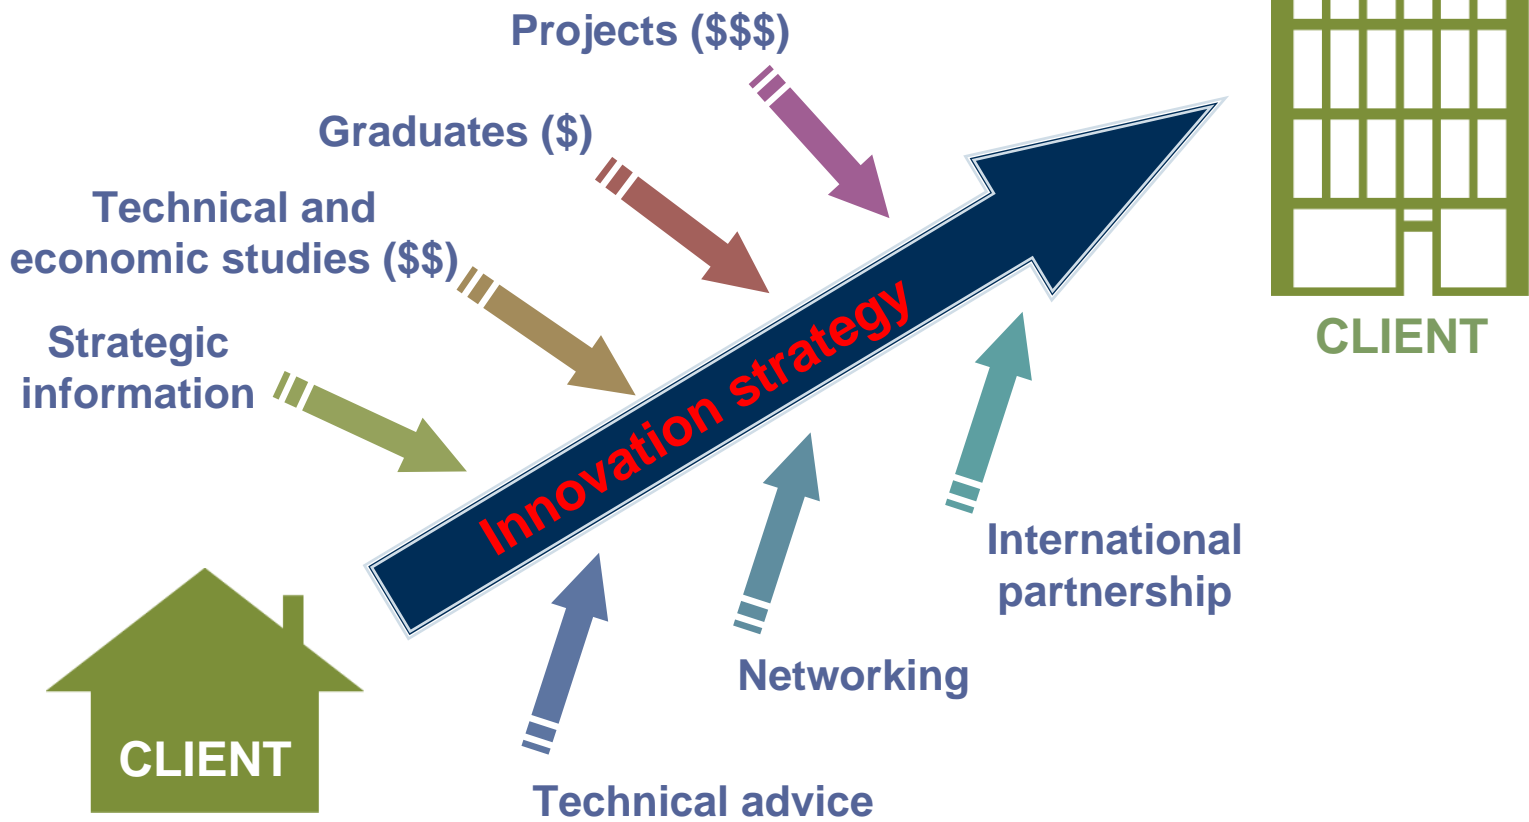 Projects ($$$)
Graduates ($)
Technical and
economic studies ($$)
Strategic
information
Innovation strategy
CLIENT
International
partnership
Networking
CLIENT
Technical advice